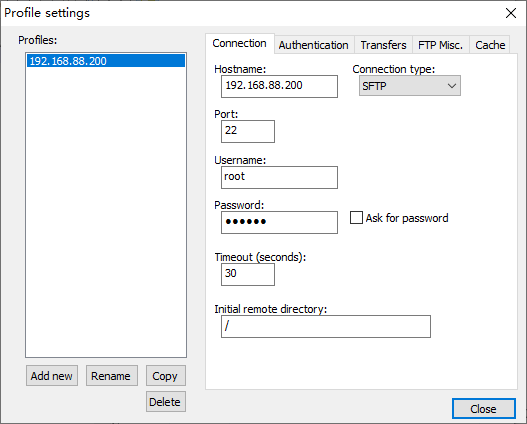 Profile settings
Profiles:
192.168.88.200
Add new
Rename
Copy
Delete
Connection
Authentication
Transfers
FTP Misc.
Cache
Hostname:
Connection type:
192.168.88.200
SFTP
Port:
22
Username:
root
Password:
●●●●●●
Ask for password
Timeout (seconds):
30
Initial remote directory:
/
Close